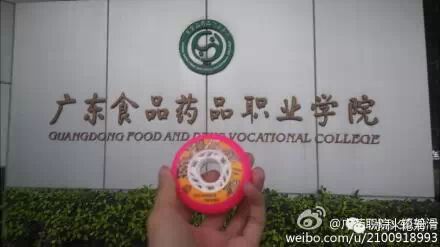 广东食品药品职业学院
GUANGDONG FOOD AND DRUG VOCATIONAL COLLEGE
weibo.com/u/2100918993